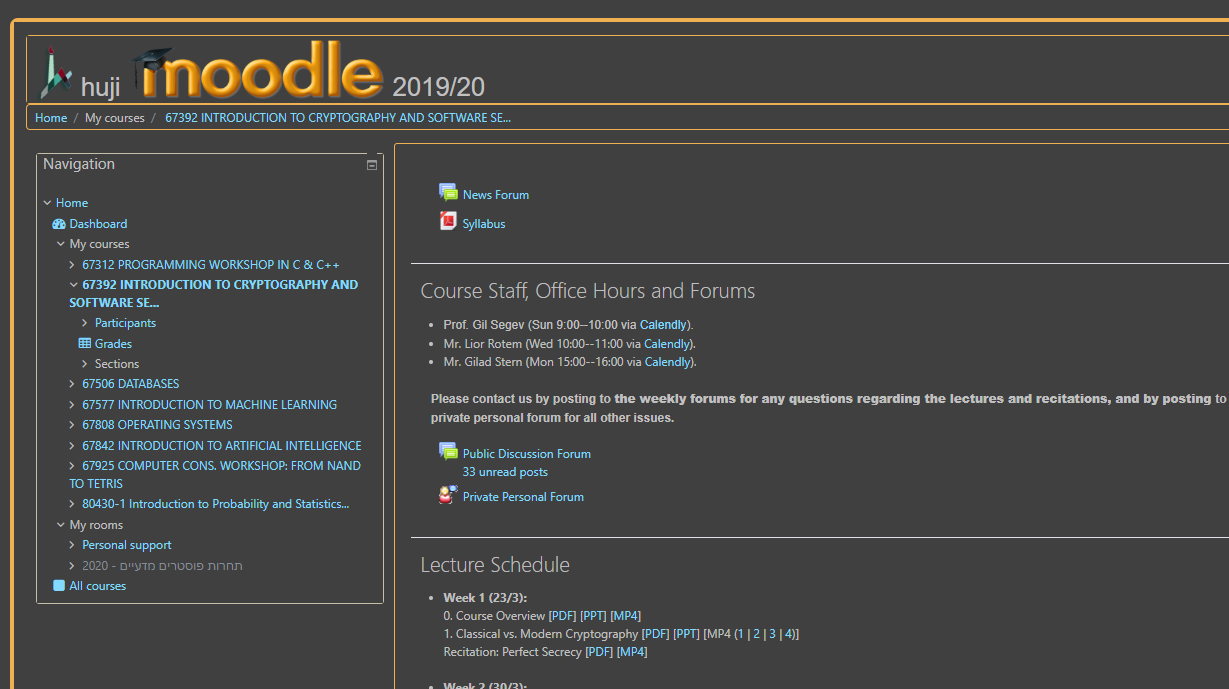 huji moodle 2019/20
Home / My courses / 67392 INTRODUCTION TO CRYPTOGRAPHY AND SOFTWARE SE...
Navigation
Home
Dashboard
My courses
67312 PROGRAMMING WORKSHOP IN C & C++
67392 INTRODUCTION TO CRYPTOGRAPHY AND
SOFTWARE SE...
Participants
Grades
Sections
67506 DATABASES
67577 INTRODUCTION TO MACHINE LEARNING
67808 OPERATING SYSTEMS
67842 INTRODUCTION TO ARTIFICIAL INTELLIGENCE
67925 COMPUTER CONS. WORKSHOP: FROM NAND
TO TETRIS
80430-1 Introduction to Probability and Statistics...
My rooms
Personal support
תחרות פוסטרים מדעיים - 2020
All courses
News Forum
Syllabus
Course Staff, Office Hours and Forums
Prof. Gil Segev (Sun 9:00--10:00 via Calendly).
Mr. Lior Rotem (Wed 10:00--11:00 via Calendly).
Mr. Gilad Stern (Mon 15:00--16:00 via Calendly).
Please contact us by posting to the weekly forums for any questions regarding the lectures and recitations, and by posting to
private personal forum for all other issues.
Public Discussion Forum
33 unread posts
Private Personal Forum
Lecture Schedule
Week 1 (23/3):
0. Course Overview [PDF] [PPT] [MP4]
1. Classical vs. Modern Cryptography [PDF] [PPT] [MP4 (1 | 2 | 3 | 4)]
Recitation: Perfect Secrecy [PDF] [MP4]
Week 2 (30/3):